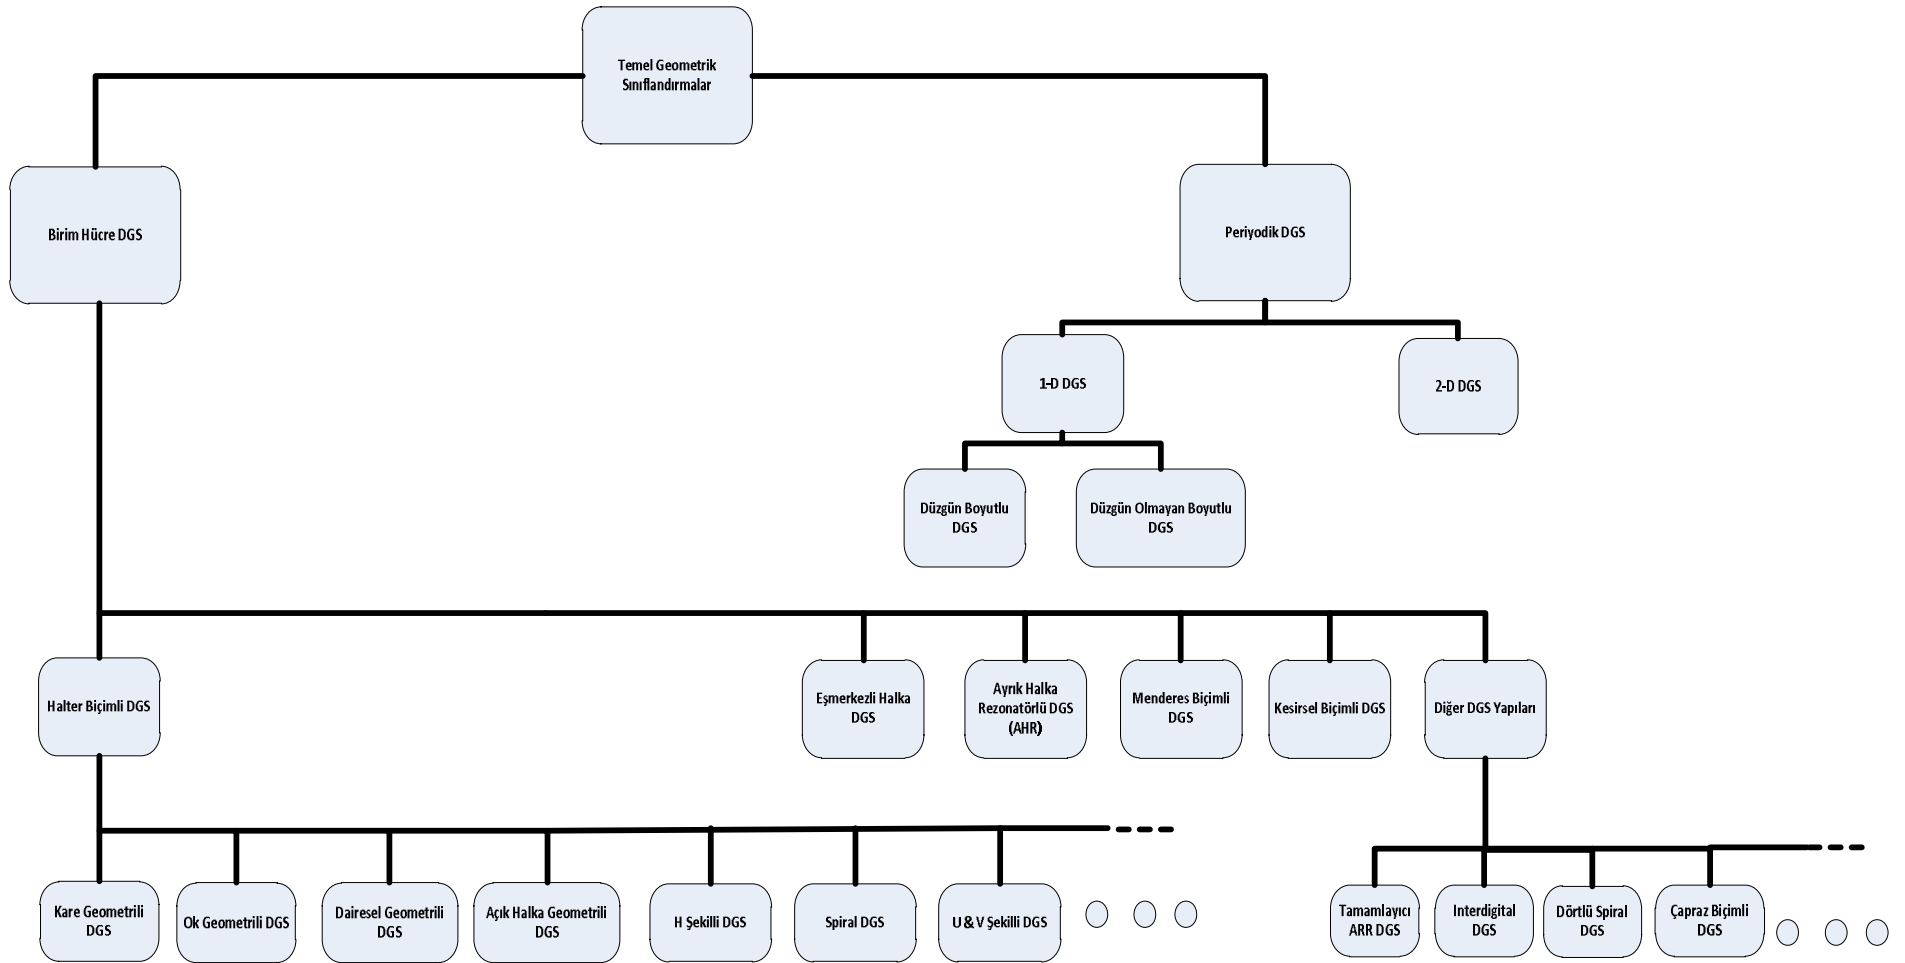 Temel Geometrik
Sınıflandırmalar
Birim Hücre DGS
Periyodik DGS
1-D DGS
2-D DGS
Düzgün Boyutlu
DGS
Düzgün Olmayan Boyutlu
DGS
Halter Biçimli DGS
Eşmerkezli Halka
DGS
Ayrık Halka
Rezonatörlü DGS
(AHR)
Menderes Biçimli
DGS
Kesirsel Biçimli DGS
Diğer DGS Yapıları
Kare Geometrili
DGS
Ok Geometrili DGS
Dairesel Geometrili
DGS
Açık Halka Geometrili
DGS
H Şekilli DGS
Spiral DGS
U & V Şekilli DGS
Tamamlayıcı
ARR DGS
Interdigital
DGS
Dörtlü Spiral
DGS
Çapraz Biçimli
DGS